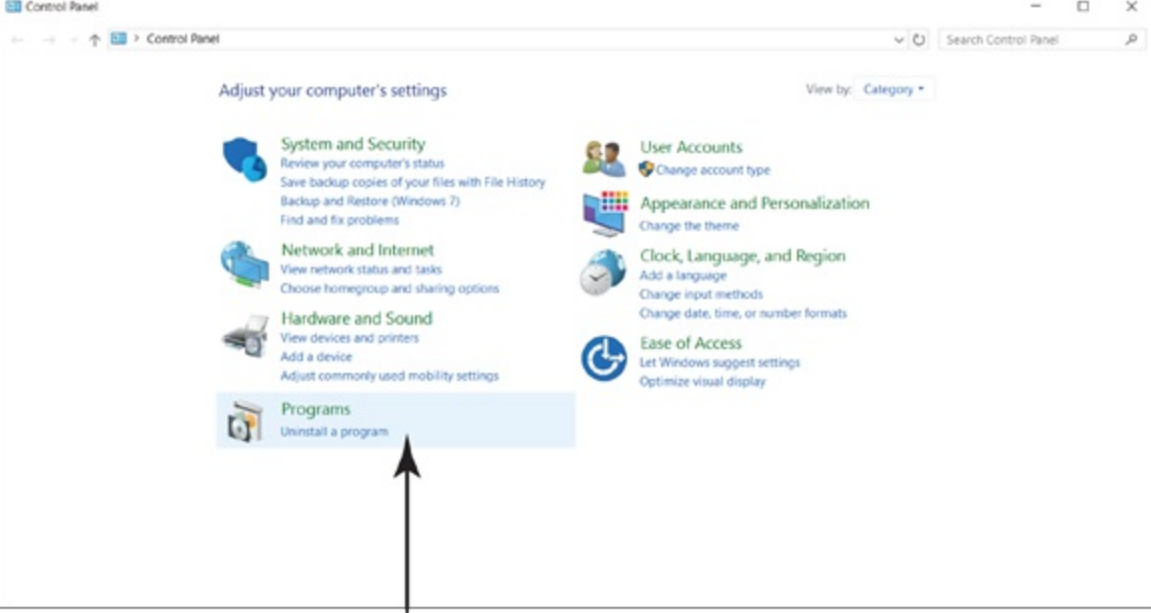 Control Panel
Control Panel
Search Control Panel
Adjust your computer's settings
View by: Category
System and Security
Review your computer's status
Save backup copies of your files with File History
Backup and Restore (Windows 7)
Find and fix problems
Network and Internet
View network status and tasks
Choose homegroup and sharing options
Hardware and Sound
View devices and printers
Add a device
Adjust commonly used mobility settings
Programs
Uninstall a program
User Accounts
Change account type
Appearance and Personalization
Change the theme
Clock, Language, and Region
Add a language
Change input methods
Change date, time, or number formats
Ease of Access
Let Windows suggest settings
Optimize visual display